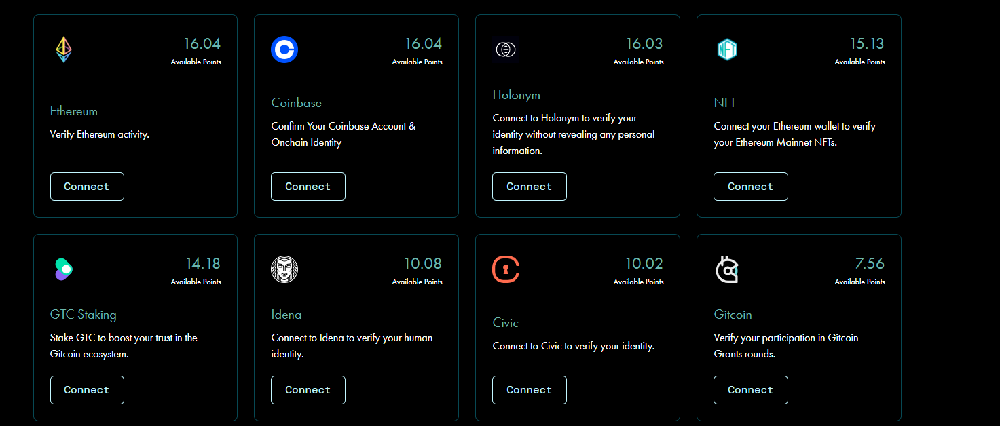 16.04
Available Points
Ethereum
Verify Ethereum activity.
Connect
16.04
Available Points
Coinbase
Confirm Your Coinbase Account &
Onchain Identity
Connect
16.03
Available Points
Holonym
Connect to Holonym to verify your
identity without revealing any personal
information.
Connect
NFT
15.13
Available Points
NFT
Connect your Ethereum wallet to verify
your Ethereum Mainnet NFTs.
Connect
14.18
Available Points
GTC Staking
Stake GTC to boost your trust in the
Gitcoin ecosystem.
Connect
10.08
Available Points
Idena
Connect to Idena to verify your human
identity.
Connect
10.02
Available Points
Civic
Connect to Civic to verify your identity.
Connect
7.56
Available Points
Gitcoin
Verify your participation in Gitcoin
Grants rounds.
Connect